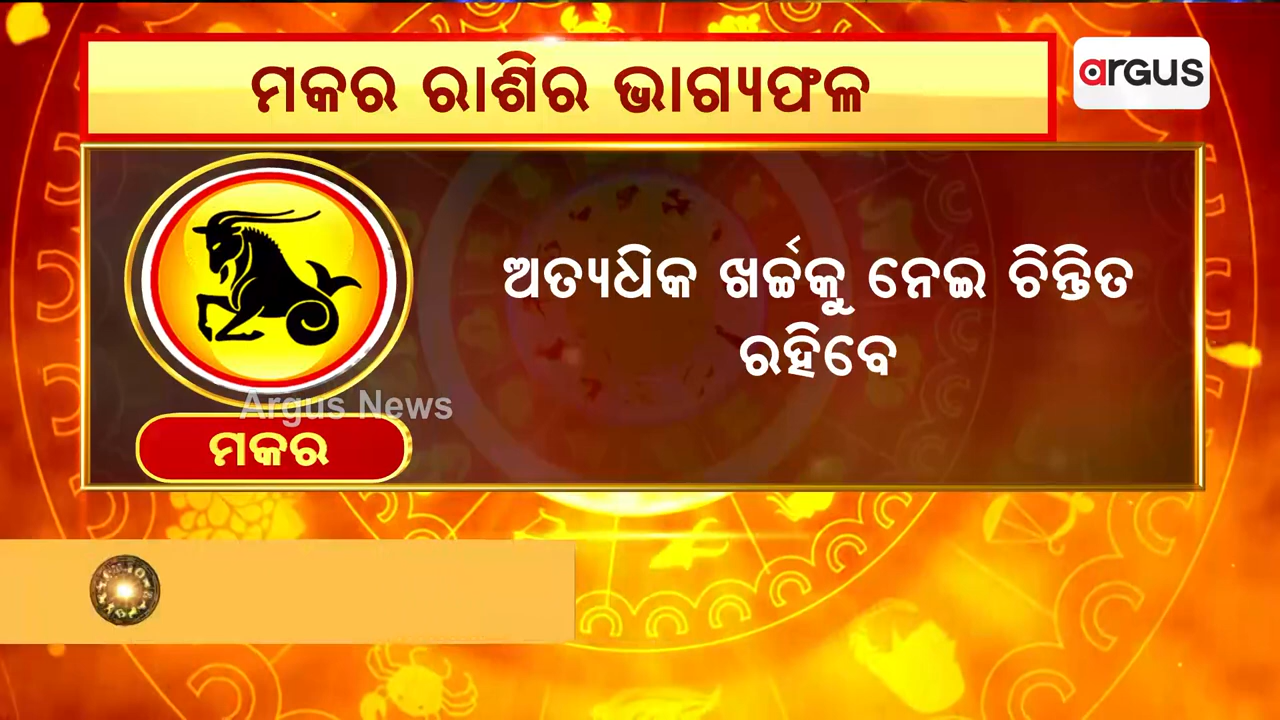 ମକର ରାଶିର ଭାଗ୍ୟଫଳ
argus
ଅତ୍ୟଧିକ ଖର୍ଚ୍ଚକୁ ନେଇ ଚିନ୍ତିତ
ରହିବେ
Argus News
ମକର